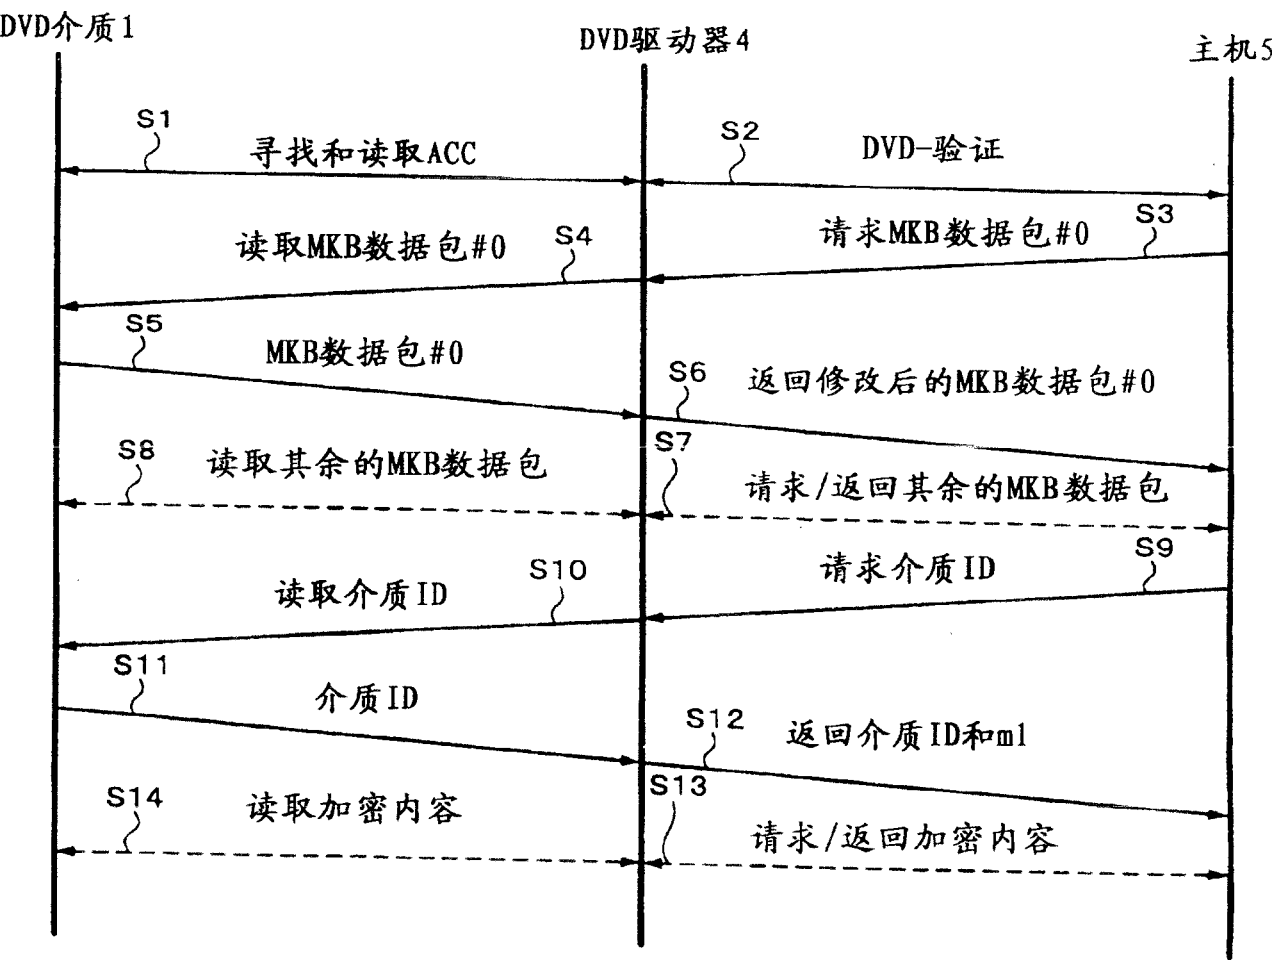 DVD介质1
DVD驱动器4
主机5
S1
寻找和读取ACC
S2
DVD-验证
S3
请求MKB数据包#0
S4
读取MKB数据包#0
S5
MKB数据包#0
S6
返回修改后的MKB数据包#0
S7
请求/返回其余的MKB数据包
S8
读取其余的MKB数据包
S9
请求介质ID
S10
读取介质ID
S11
介质ID
S12
返回介质ID和m1
S13
请求/返回加密内容
S14
读取加密内容